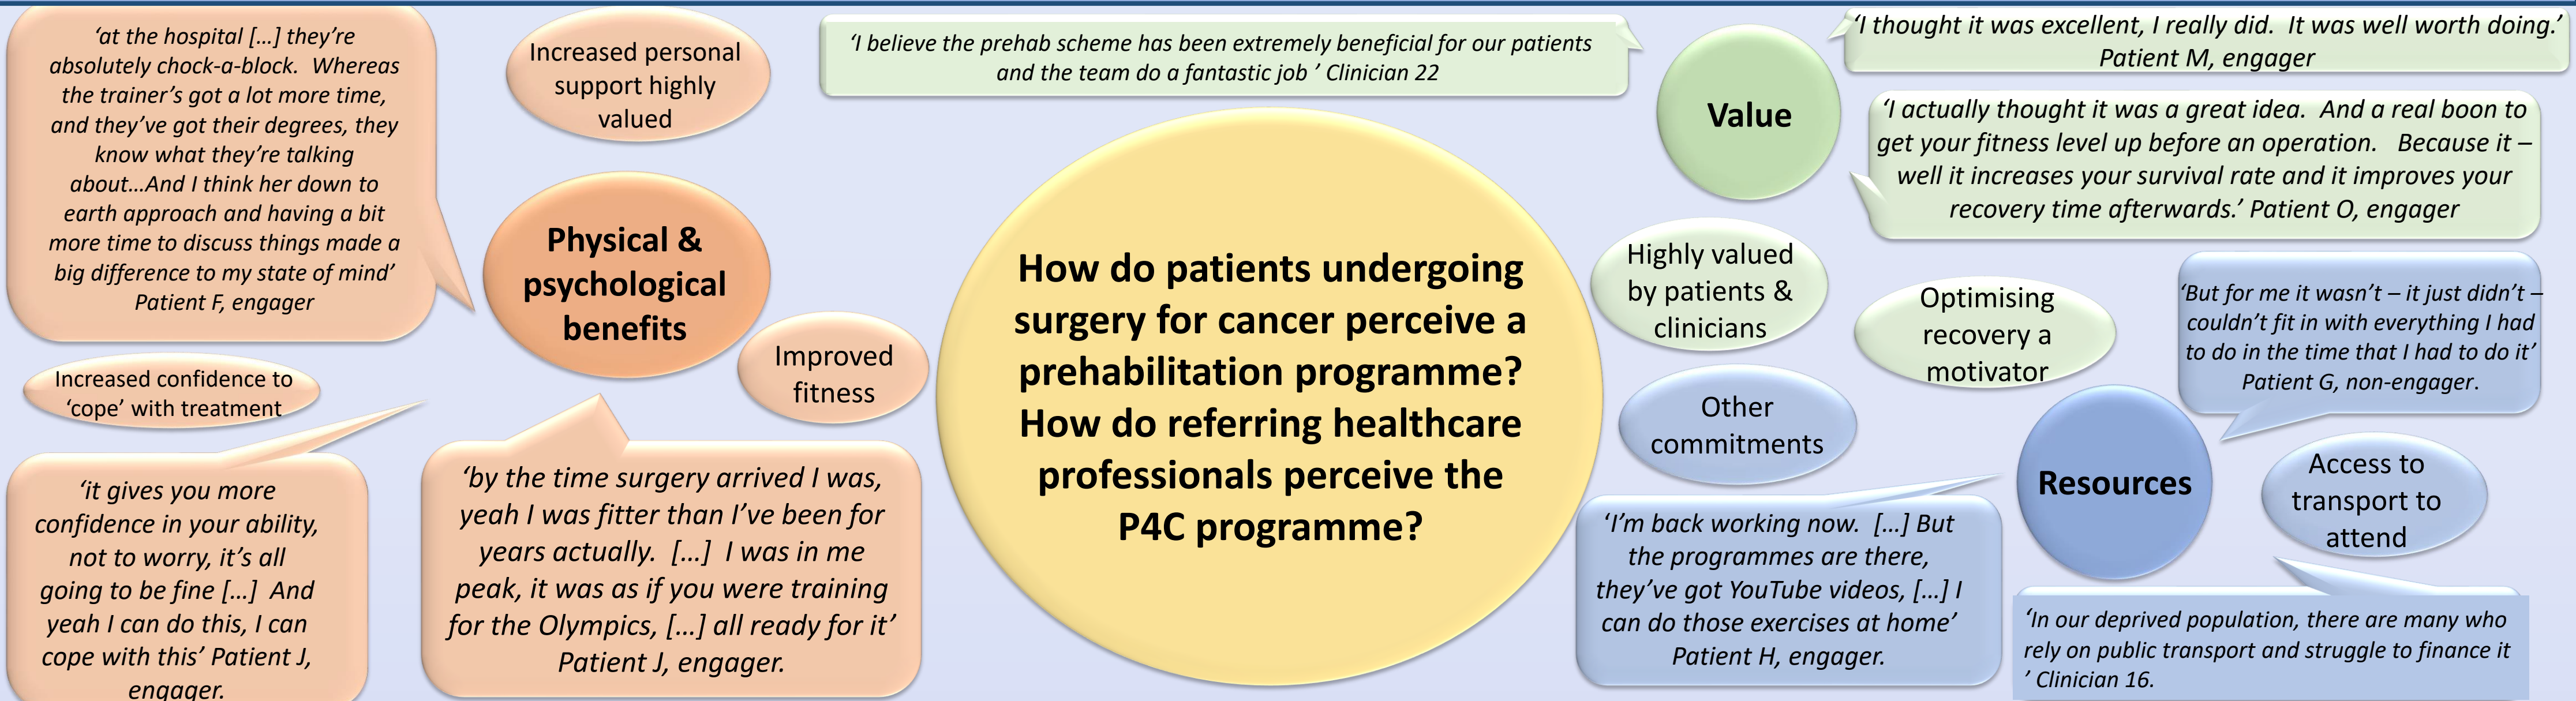 ‘at the hospital […] they’re
absolutely chock-a-block.  Whereas
the trainer’s got a lot more time,
and they’ve got their degrees, they
know what they’re talking
about…And I think her down to
earth approach and having a bit
more time to discuss things made a
big difference to my state of mind’
Patient F, engager
Increased personal
support highly
valued
Physical &
psychological
benefits
Improved
fitness
Increased confidence to
‘cope’ with treatment
‘it gives you more
confidence in your ability,
not to worry, it’s all
going to be fine […]  And
yeah I can do this, I can
cope with this’ Patient J,
engager.
‘by the time surgery arrived I was,
yeah I was fitter than I’ve been for
years actually.  […]  I was in me
peak, it was as if you were training
for the Olympics, […] all ready for it’
Patient J, engager.
‘I believe the prehab scheme has been extremely beneficial for our patients
and the team do a fantastic job ’ Clinician 22
How do patients undergoing
surgery for cancer perceive a
prehabilitation programme?
How do referring healthcare
professionals perceive the
P4C programme?
Value
‘I thought it was excellent, I really did.  It was well worth doing.’
Patient M, engager
‘I actually thought it was a great idea.  And a real boon to
get your fitness level up before an operation.   Because it –
well it increases your survival rate and it improves your
recovery time afterwards.’ Patient O, engager
Highly valued
by patients &
clinicians
Optimising
recovery a
motivator
‘But for me it wasn’t – it just didn’t –
couldn’t fit in with everything I had
to do in the time that I had to do it’
Patient G, non-engager.
Other
commitments
Resources
Access to
transport to
attend
‘I’m back working now.  […] But
the programmes are there,
they’ve got YouTube videos, […] I
can do those exercises at home’
Patient H, engager.
‘In our deprived population, there are many who
rely on public transport and struggle to finance it
’ Clinician 16.